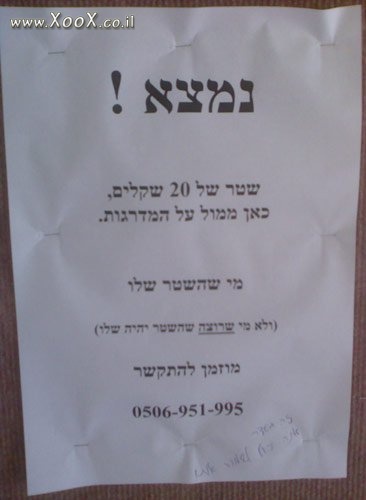 www.XooX.co.il
נמצא !
שטר של 20 שקלים,
כאן ממול על המדרגות.
מי שהשטר שלו
(ולא מי שרוצה שהשטר יהיה שלו)
מוזמן להתקשר
0506-951-995